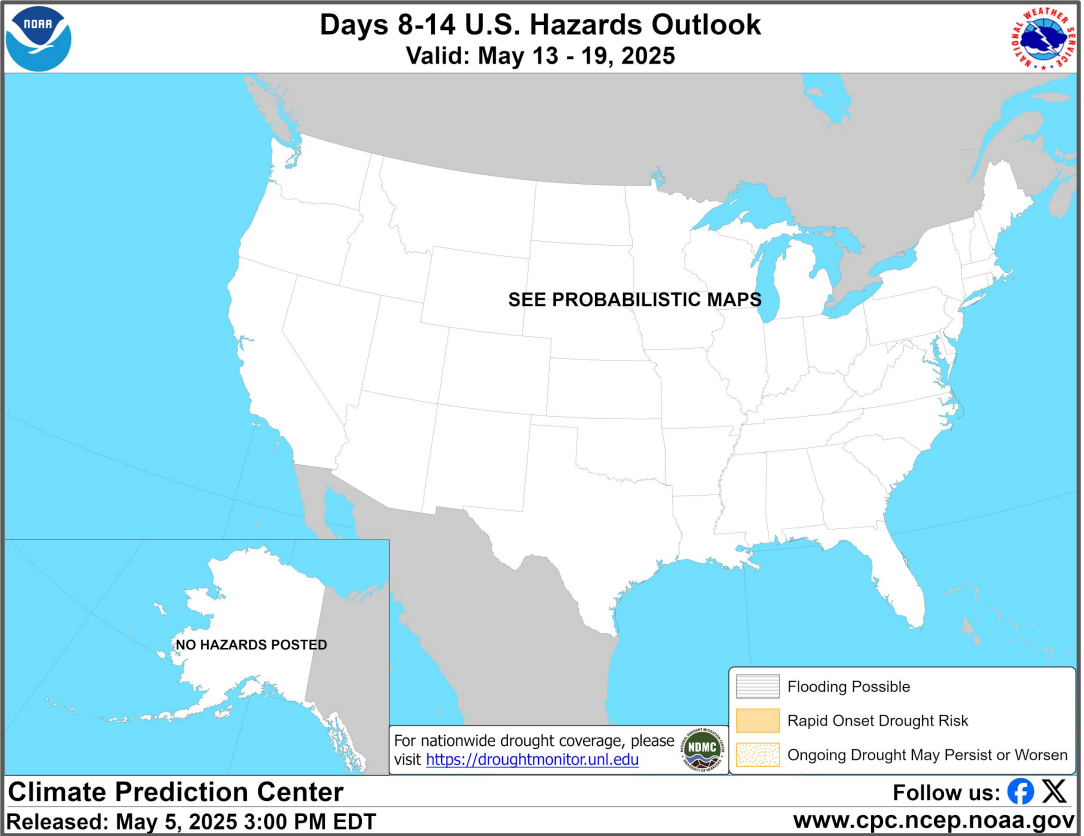 NOAA
Days 8-14 U.S. Hazards Outlook
Valid: May 13 - 19, 2025
NATIONAL WEATHER SERVICE
SEE PROBABILISTIC MAPS
NO HAZARDS POSTED
Flooding Possible
Rapid Onset Drought Risk
Ongoing Drought May Persist or Worsen
For nationwide drought coverage, please
visit https://droughtmonitor.unl.edu
NDMC
Climate Prediction Center
Follow us:
Released: May 5, 2025 3:00 PM EDT
www.cpc.ncep.noaa.gov